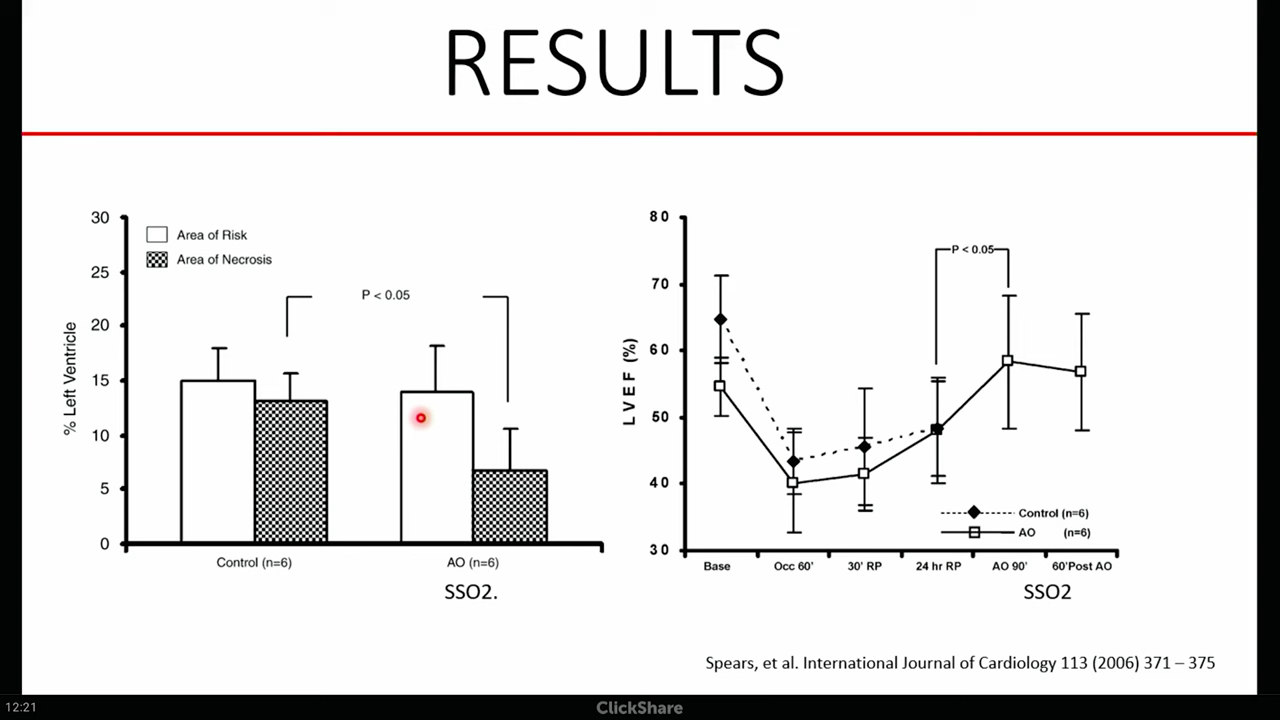 RESULTS
30
25
20
15
10
5
0
% Left Ventricle
Area of Risk
Area of Necrosis
P < 0.05
Control (n=6)
AO (n=6)
SSO2.
80
70
60
50
40
30
LVEF (%)
P < 0.05
Control (n=6)
AO (n=6)
Base
Occ 60'
30' RP
24 hr RP
AO 90'
60'Post AO
SSO2
Spears, et al. International Journal of Cardiology 113 (2006) 371 – 375
12:21
ClickShare